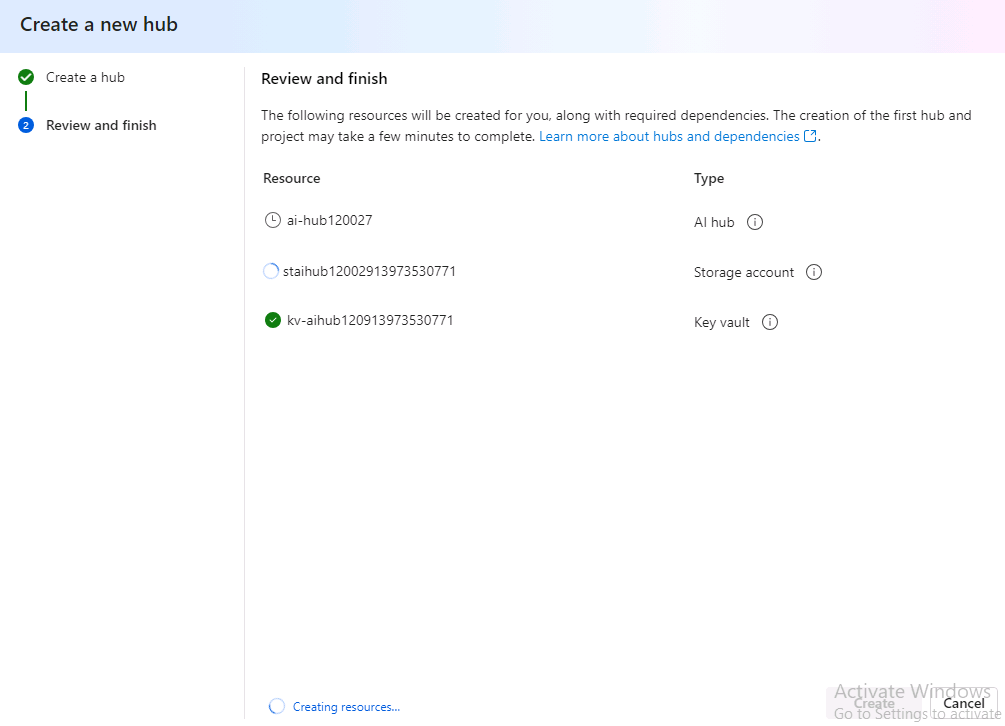 Create a new hub
Create a hub
2 Review and finish
Review and finish
The following resources will be created for you, along with required dependencies. The creation of the first hub and
project may take a few minutes to complete. Learn more about hubs and dependencies.
Resource Type
ai-hub120027 AI hub
staihub12002913973530771 Storage account
kv-aihub120913973530771 Key vault
Creating resources...
Activate Windows
Create Cancel
Go to Settings to activate